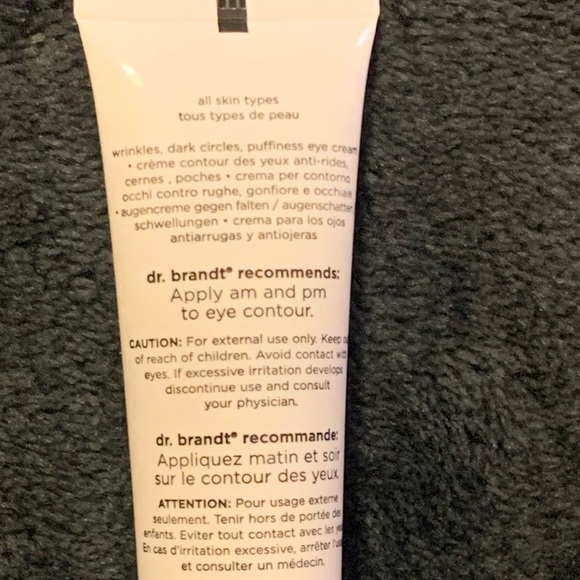 all skin types
tous types de peau
wrinkles, dark circles, puffiness eye cream
• crème contour des yeux anti-rides,
cernes , poches • crema per contorno
occhi contro rughe, gonfiore e occhiaie
• augencreme gegen falten / augenschatten
schwellungen • crema para los ojos
antiarrugas y antiojeras
dr. brandt® recommends:
Apply am and pm
to eye contour.
CAUTION: For external use only. Keep out
of reach of children. Avoid contact with
eyes. If excessive irritation develops
discontinue use and consult
your physician.
dr. brandt® recommande:
Appliquez matin et soir
sur le contour des yeux.
ATTENTION: Pour usage externe
seulement. Tenir hors de portée des
enfants. Eviter tout contact avec les yeux
En cas d'irritation excessive, arrêter
et consulter un médecin.